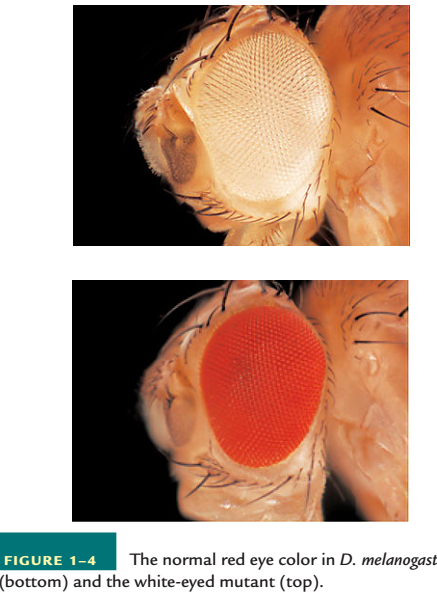 FIGURE 1–4 The normal red eye color in D. melanogast
(bottom) and the white-eyed mutant (top).